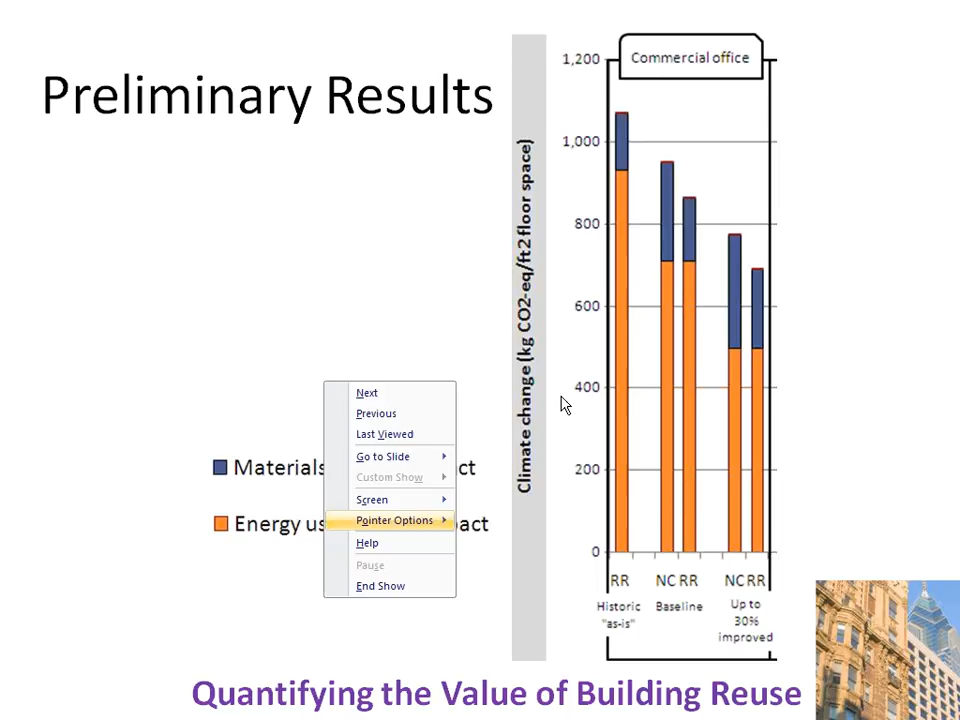 Preliminary Results
Commercial office
Climate change (kg CO2-eq/ft2 floor space)
1,200
1,000
800
600
400
200
0
RR NC RR NC RR
Historic "as-is"
Baseline
Up to
30%
improved
Materials ct
Energy us pact
Next
Previous
Last Viewed
Go to Slide
Custom Show
Screen
Pointer Options
Help
Pause
End Show
Quantifying the Value of Building Reuse